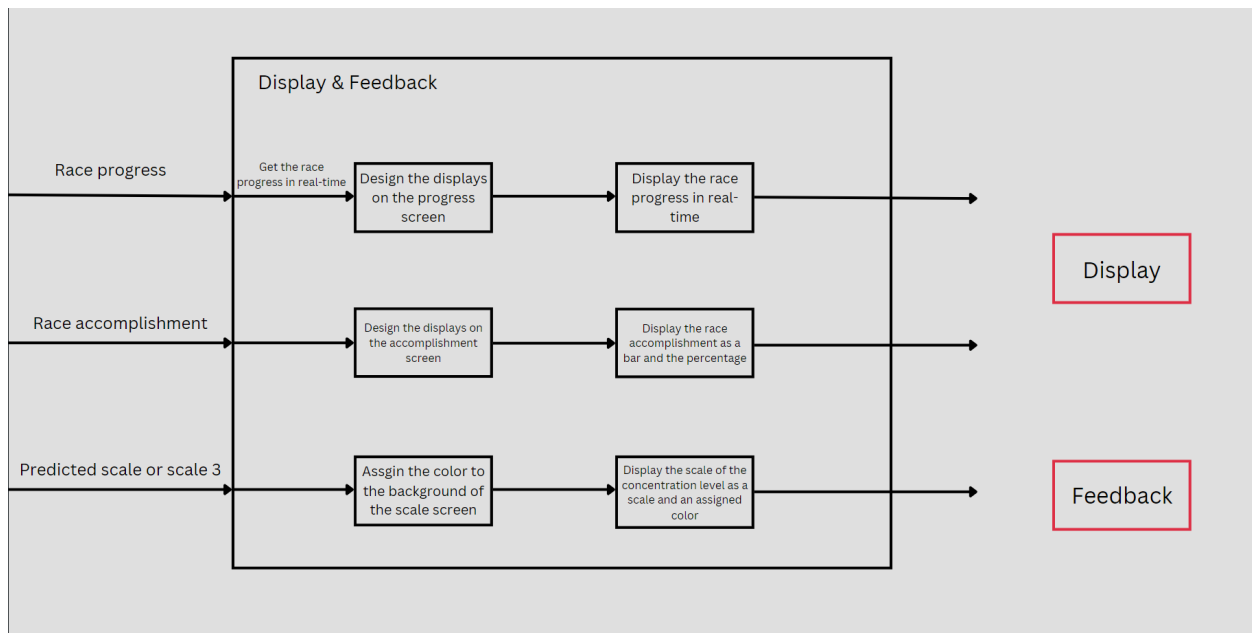 Display & Feedback
Race progress
Get the race
progress in real-time
Design the displays
on the progress
screen
Display the race
progress in real-
time
Display
Race accomplishment
Design the displays on
the accomplishment
screen
Display the race
accomplishment as a
bar and the percentage
Predicted scale or scale 3
Assgin the color to
the background of
the scale screen
Display the scale of the
concentration level as a
scale and an assigned
color
Feedback